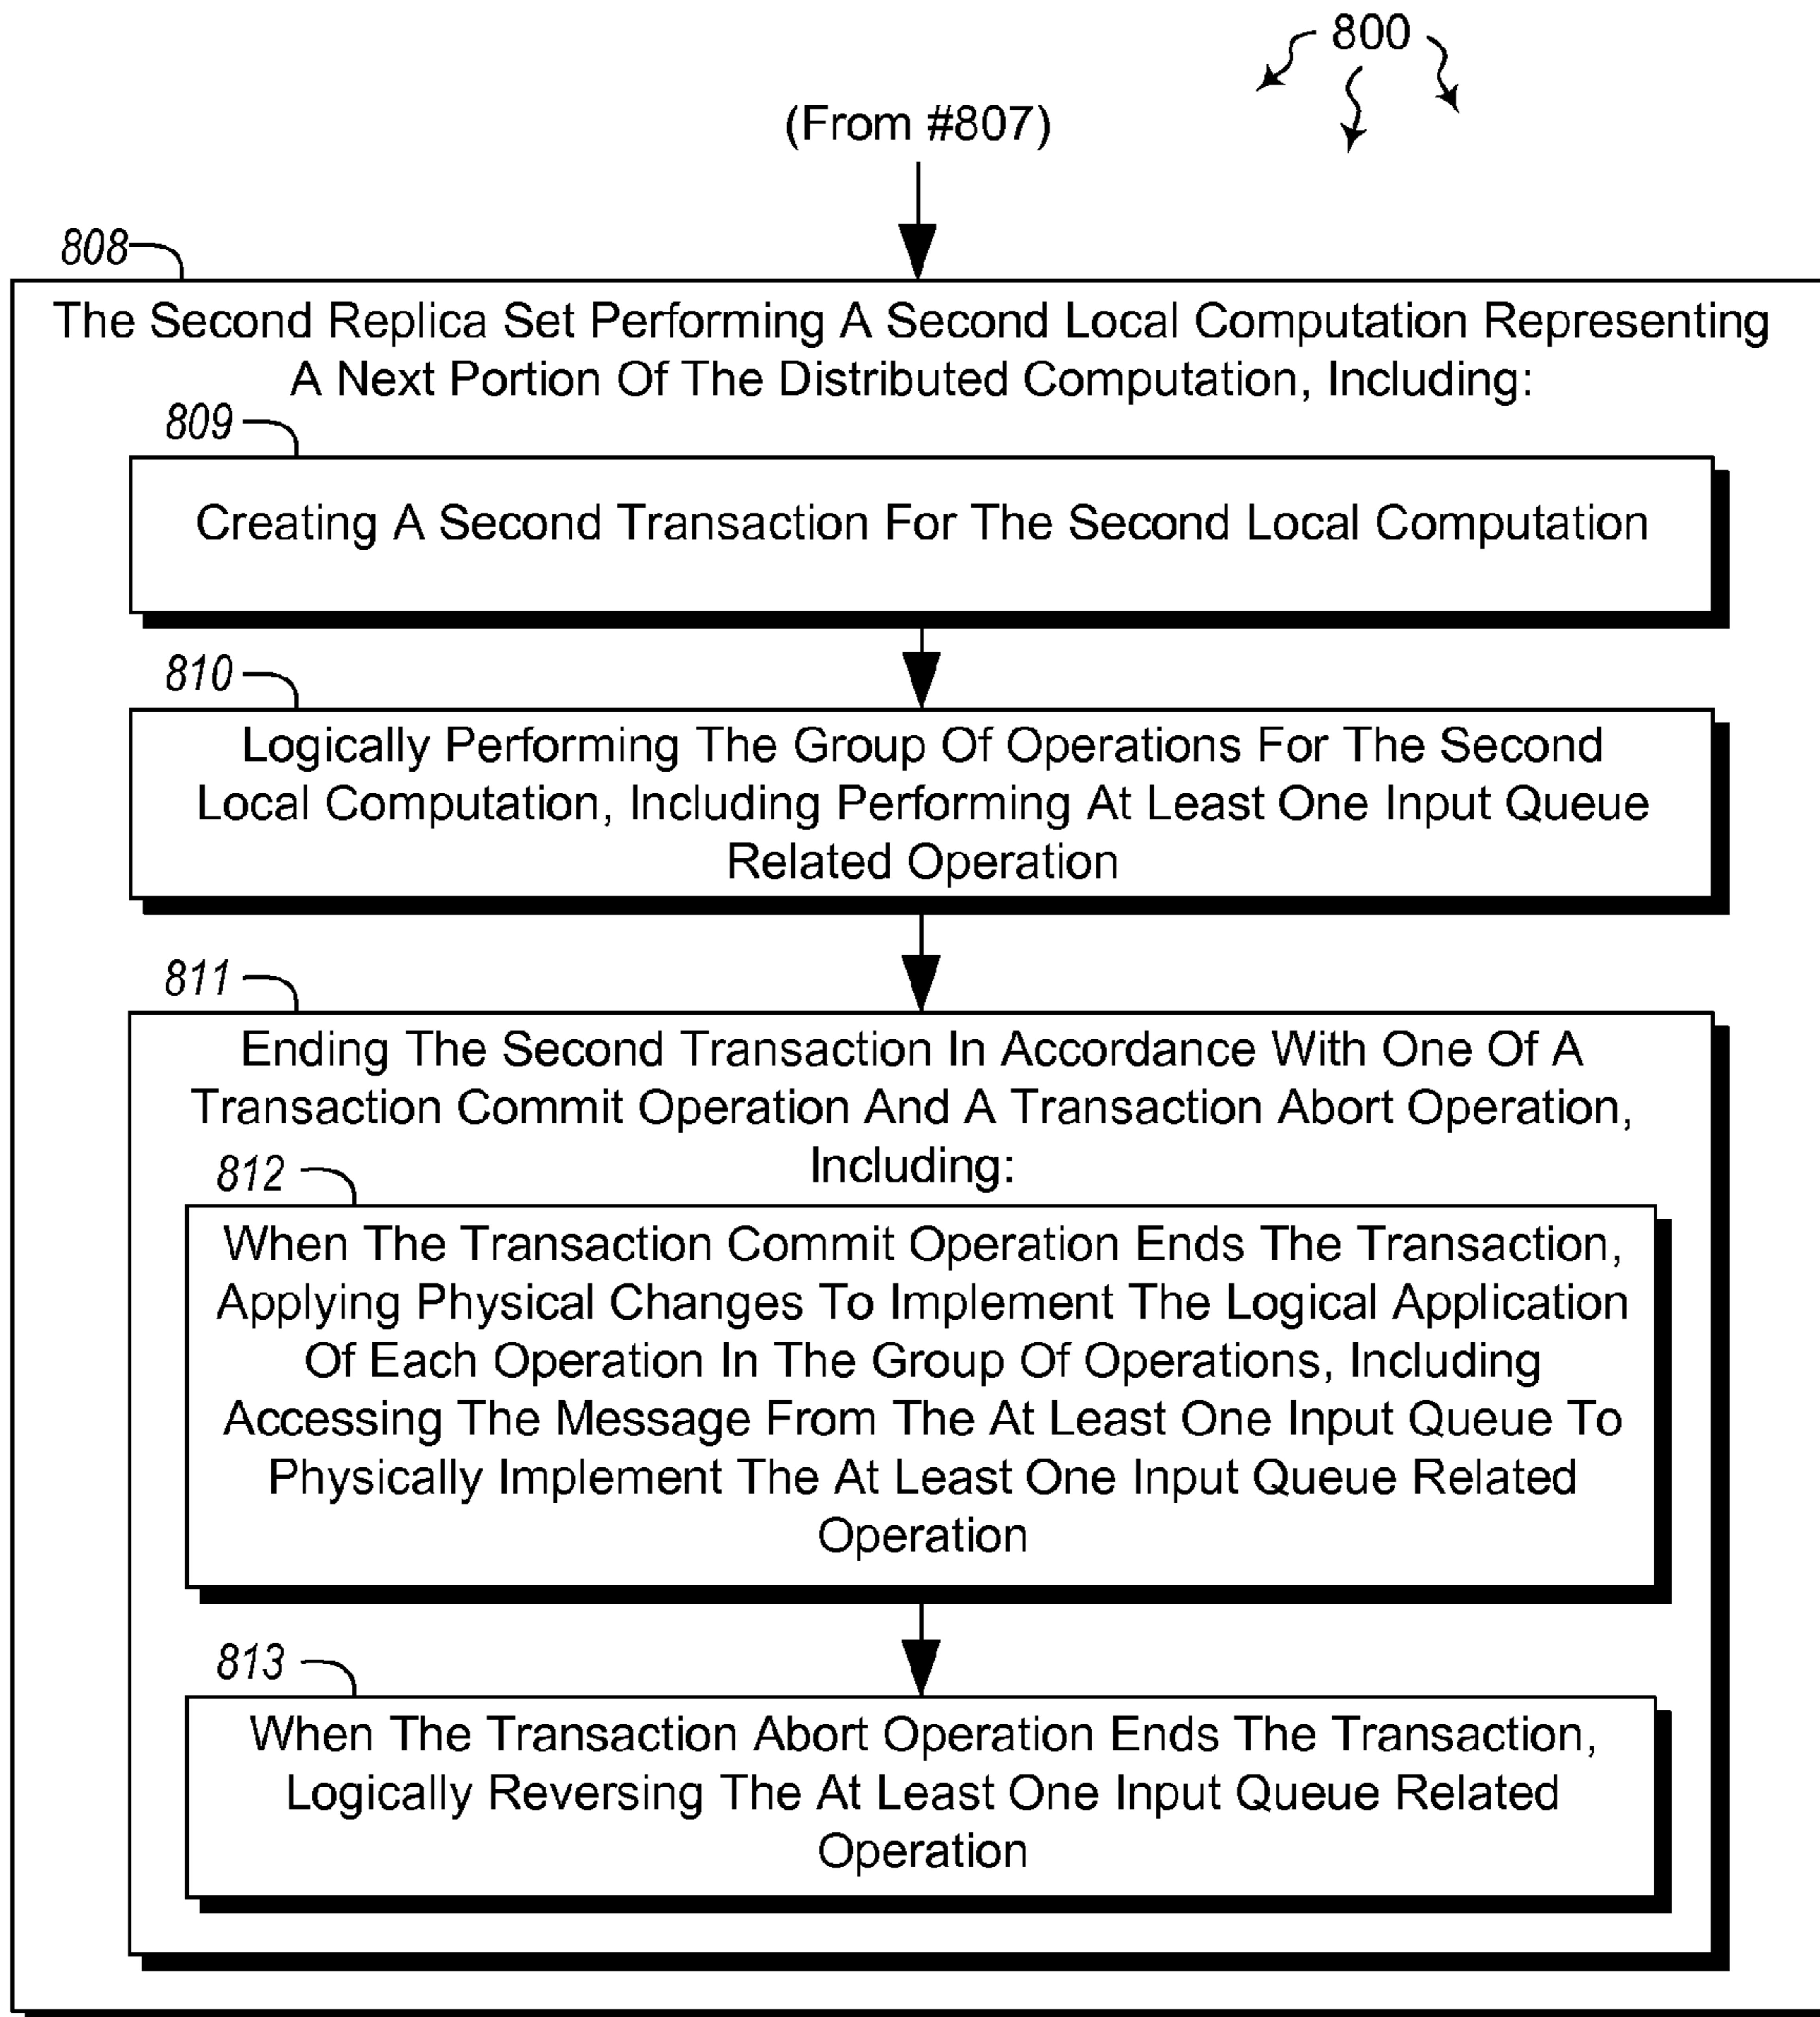 800
(From #807)
808
The Second Replica Set Performing A Second Local Computation Representing
A Next Portion Of The Distributed Computation, Including:
809
Creating A Second Transaction For The Second Local Computation
810
Logically Performing The Group Of Operations For The Second
Local Computation, Including Performing At Least One Input Queue
Related Operation
811
Ending The Second Transaction In Accordance With One Of A
Transaction Commit Operation And A Transaction Abort Operation,
Including:
812
When The Transaction Commit Operation Ends The Transaction,
Applying Physical Changes To Implement The Logical Application
Of Each Operation In The Group Of Operations, Including
Accessing The Message From The At Least One Input Queue To
Physically Implement The At Least One Input Queue Related
Operation
813
When The Transaction Abort Operation Ends The Transaction,
Logically Reversing The At Least One Input Queue Related
Operation